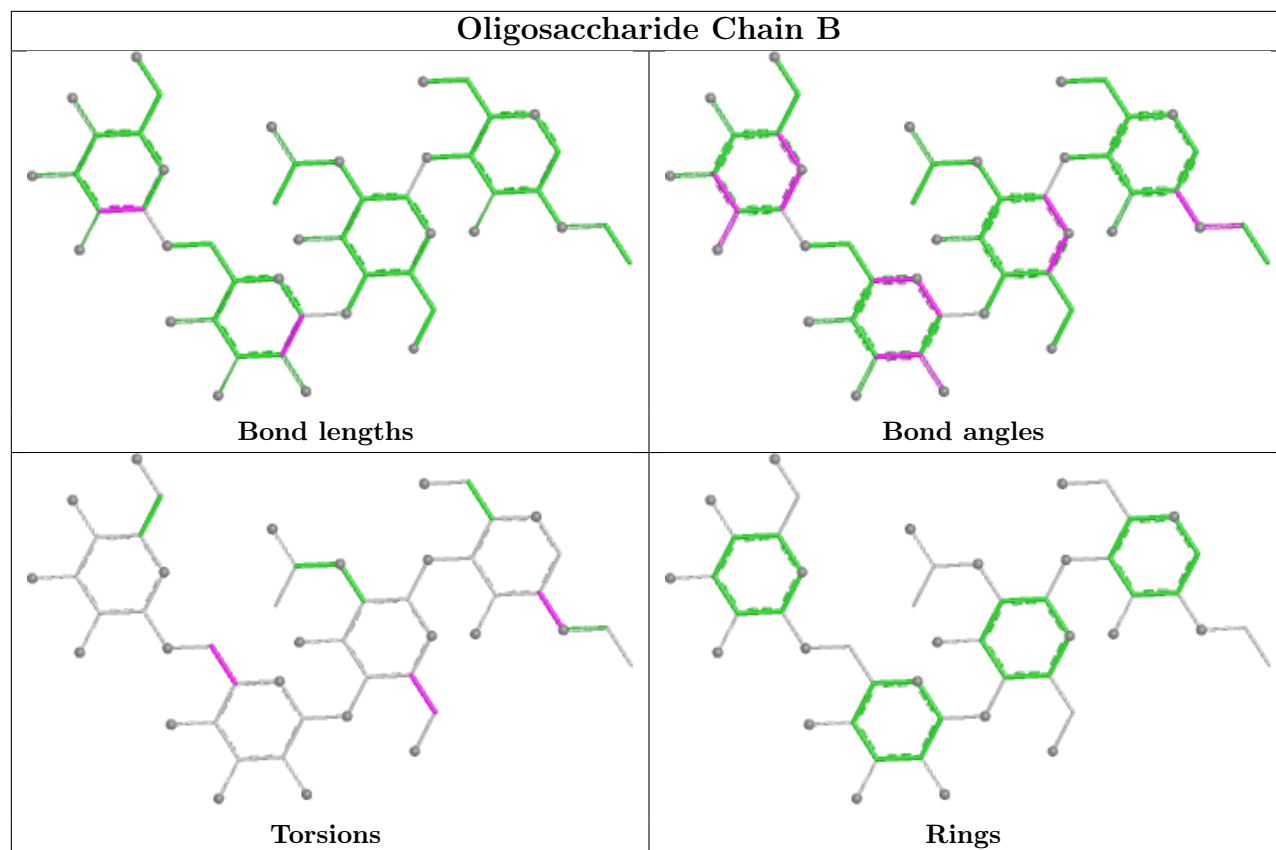 Oligosaccharide Chain B
Bond lengths
Bond angles
Torsions
Rings